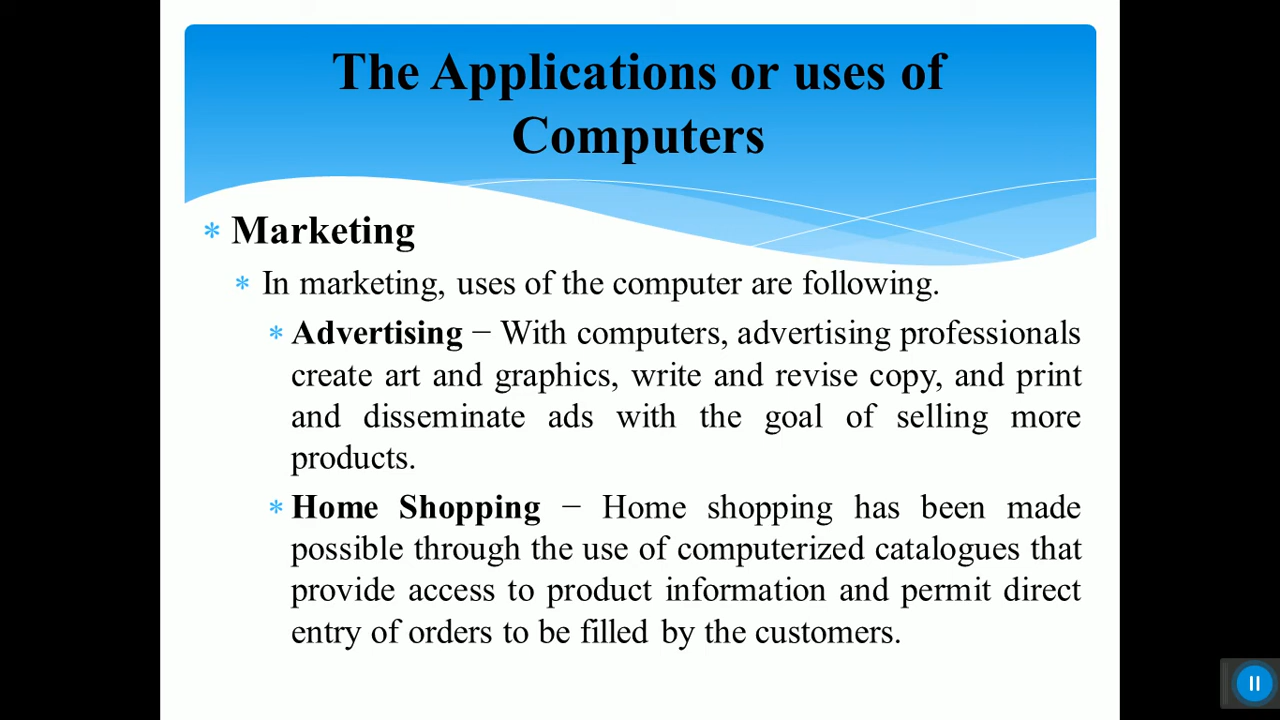 The Applications or uses of
Computers
* Marketing
* In marketing, uses of the computer are following.
* Advertising − With computers, advertising professionals
create art and graphics, write and revise copy, and print
and disseminate ads with the goal of selling more
products.
* Home Shopping − Home shopping has been made
possible through the use of computerized catalogues that
provide access to product information and permit direct
entry of orders to be filled by the customers.